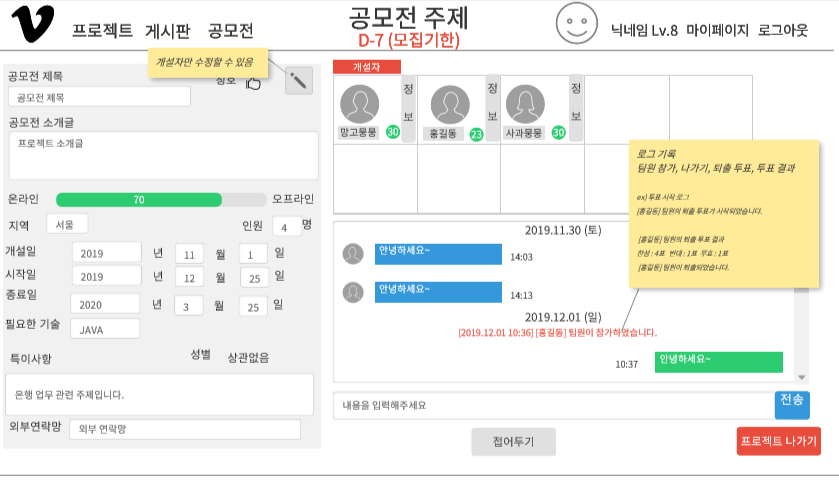 프로젝트 게시판 공모전
공모전 주제
D-7 (모집기한)
닉네임 Lv.8 마이페이지 로그아웃
개설자만 수정할 수 있음
공모전 제목
공모전 제목
공모전 소개글
프로젝트 소개글
온라인 70 오프라인
지역 서울 인원 4 명
개설일 2019 년 11 월 1 일
시작일 2019 년 12 월 25 일
종료일 2020 년 3 월 25 일
필요한 기술 JAVA
특이사항 성별 상관없음
은행 업무 관련 주제입니다.
외부연락망 외부 연락망
개설자
정보 정보 정보
망고뭉뭉 30 홍길동 23 사과뭉뭉 30
로그 기록
팀원 참가, 나가기, 퇴출 투표, 투표 결과
ex) 투표 시작 로그
[홍길동] 팀원의 퇴출 투표가 시작되었습니다.
[홍길동] 팀원의 퇴출 투표 결과
찬성 : 4표 반대 : 1표 무효 : 1표
[홍길동] 팀원이 퇴출되었습니다.
2019.11.30 (토)
안녕하세요~ 14:03
안녕하세요~ 14:13
2019.12.01 (일)
[2019.12.01 10:36] [홍길동] 팀원이 참가하였습니다.
10:37 안녕하세요~
내용을 입력해주세요 전송
접어두기 프로젝트 나가기